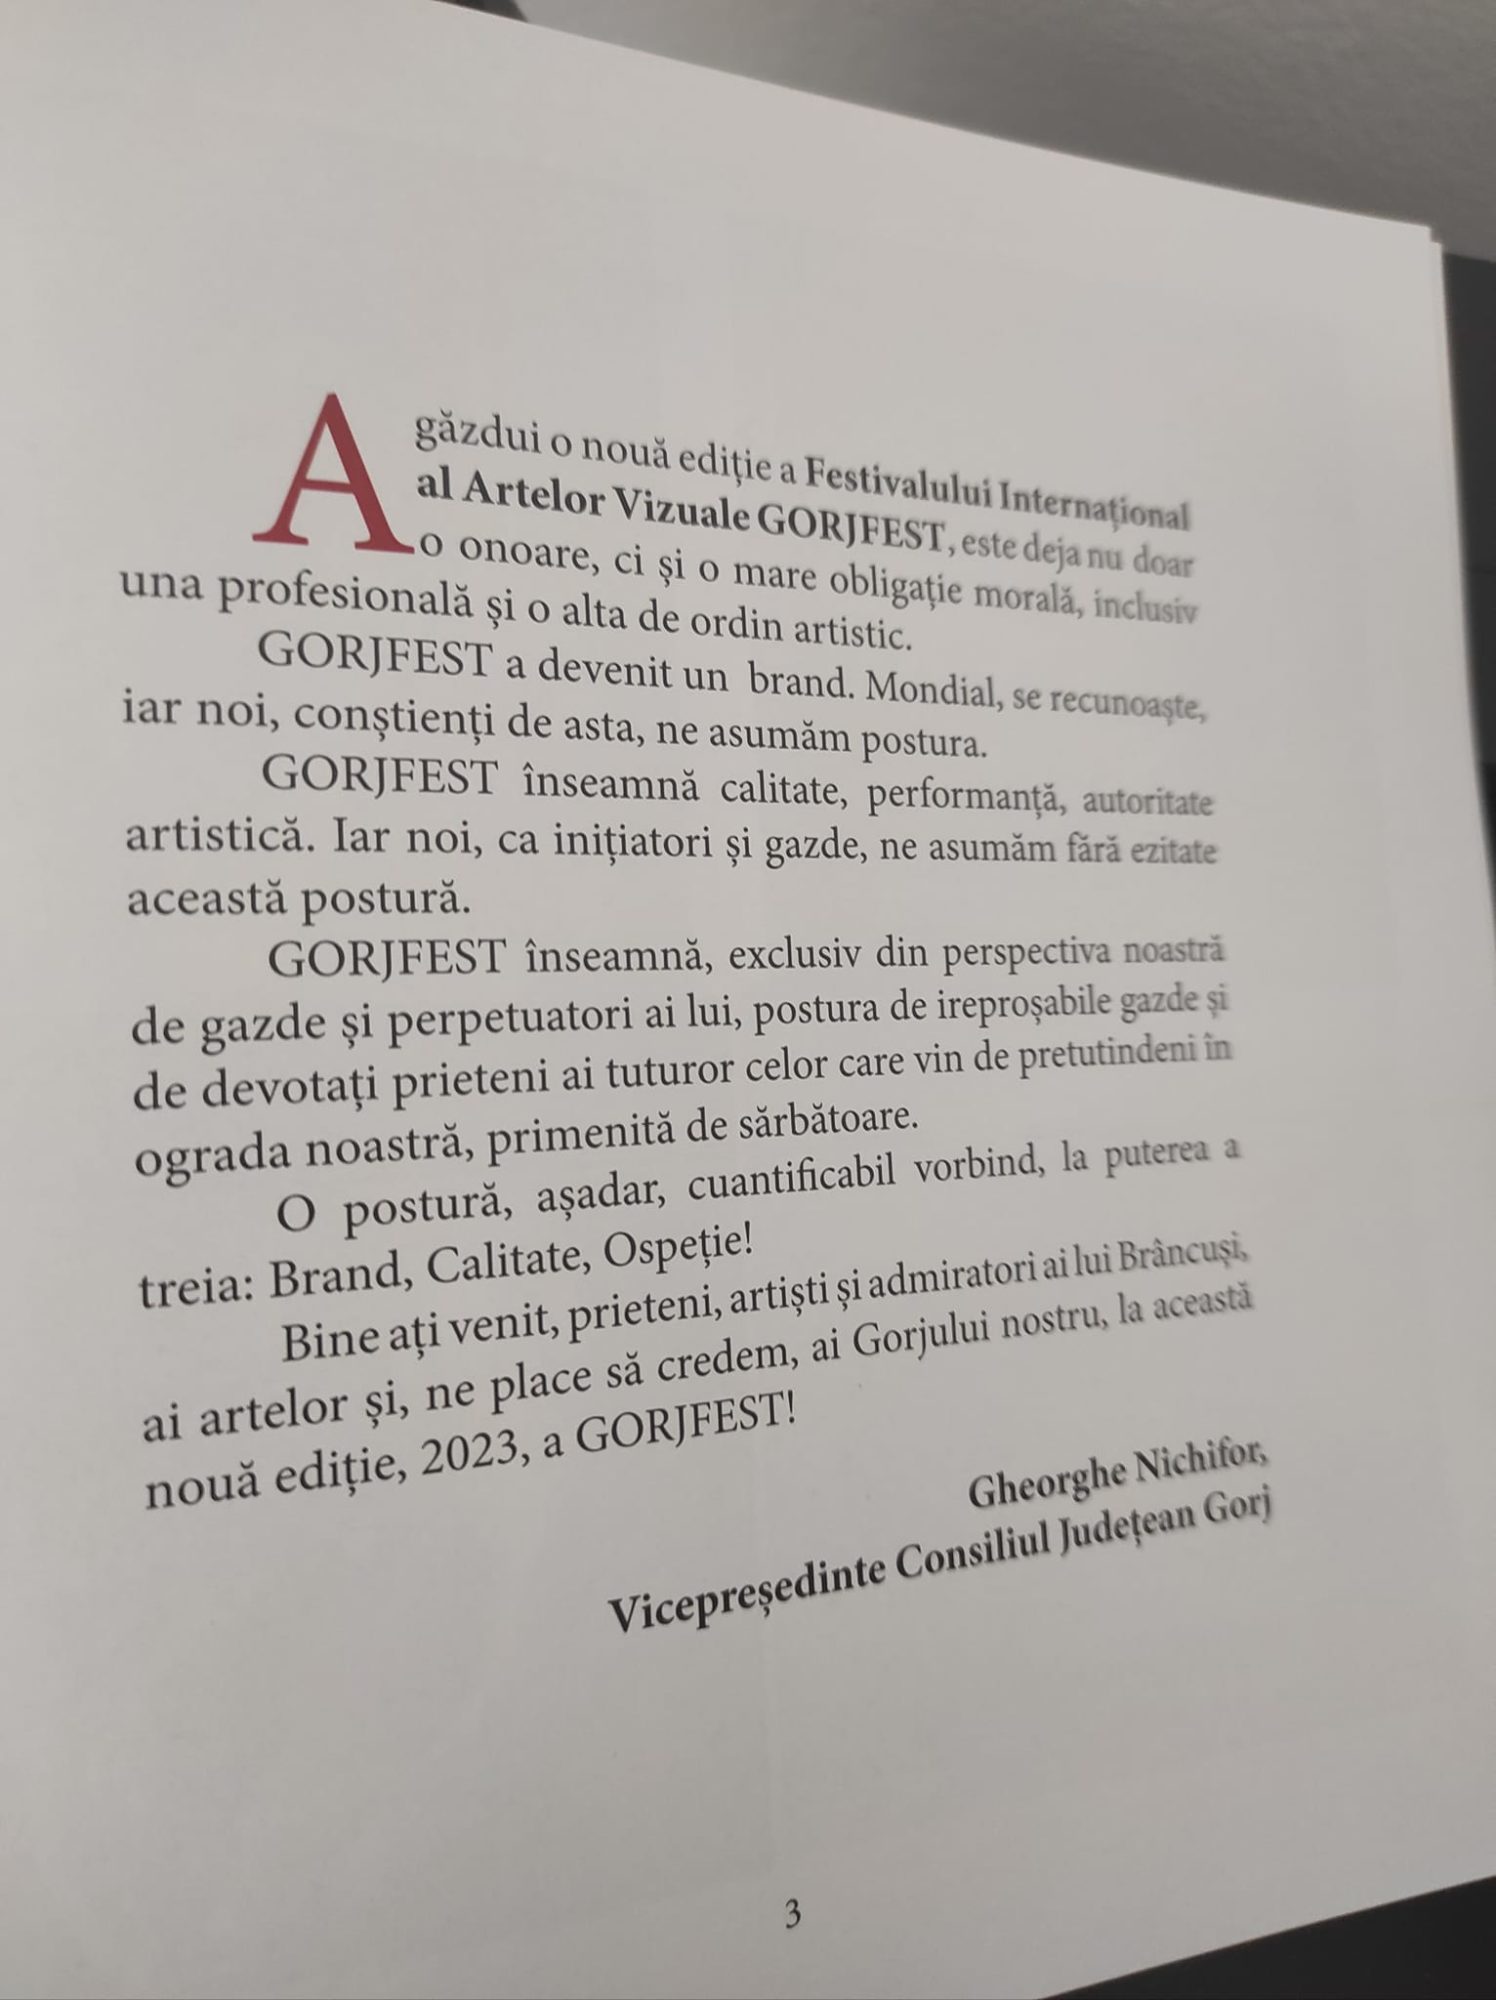 A găzdui o nouă ediție a Festivalului Internațional
al Artelor Vizuale GORJFEST, este deja nu doar
o onoare, ci și o mare obligație morală, inclusiv
una profesională și o alta de ordin artistic.
GORJFEST a devenit un brand. Mondial, se recunoaște,
iar noi, conștienți de asta, ne asumăm postura.
GORJFEST înseamnă calitate, performanță, autoritate
artistică. Iar noi, ca inițiatori și gazde, ne asumăm fără ezitate
această postură.
GORJFEST înseamnă, exclusiv din perspectiva noastră
de gazde și perpetuatori ai lui, postura de ireproșabile gazde și
de devotați prieteni ai tuturor celor care vin de pretutindeni în
ograda noastră, primenită de sărbătoare.
O postură, așadar, cuantificabil vorbind, la puterea a
treia: Brand, Calitate, Ospeție!
Bine ați venit, prieteni, artiști și admiratori ai lui Brâncuși,
ai artelor și, ne place să credem, ai Gorjului nostru, la această
nouă ediție, 2023, a GORJFEST!
Gheorghe Nichifor,
Vicepreședinte Consiliul Județean Gorj
3